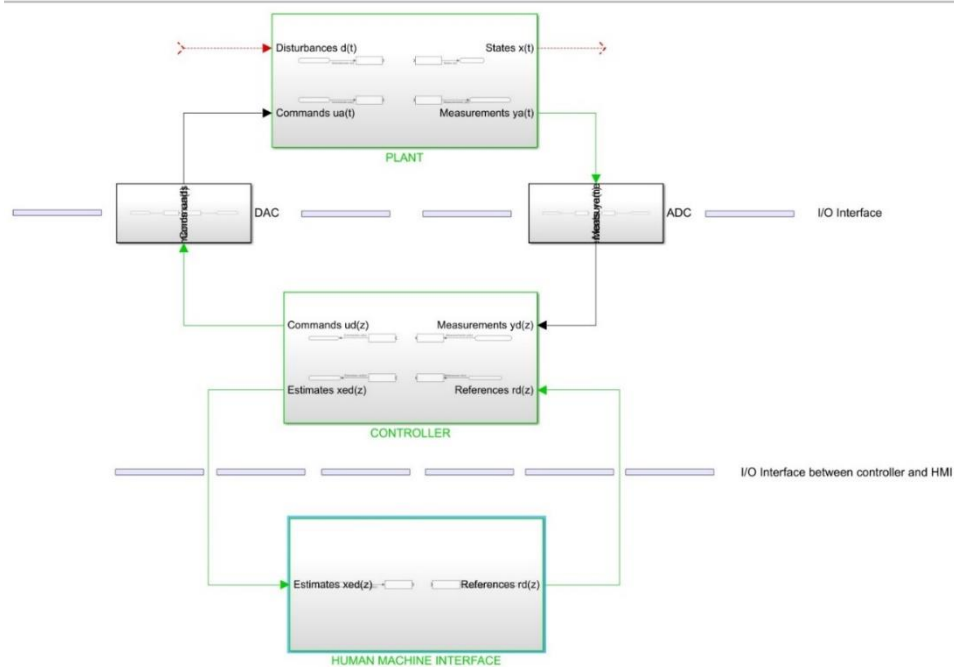 Disturbances d(t)
States x(t)
Commands ua(t)
Measurements ya(t)
PLANT
DAC
ADC
I/O Interface
Commands ud(z)
Measurements yd(z)
Estimates xed(z)
References rd(z)
CONTROLLER
I/O Interface between controller and HMI
Estimates xed(z)
References rd(z)
HUMAN MACHINE INTERFACE